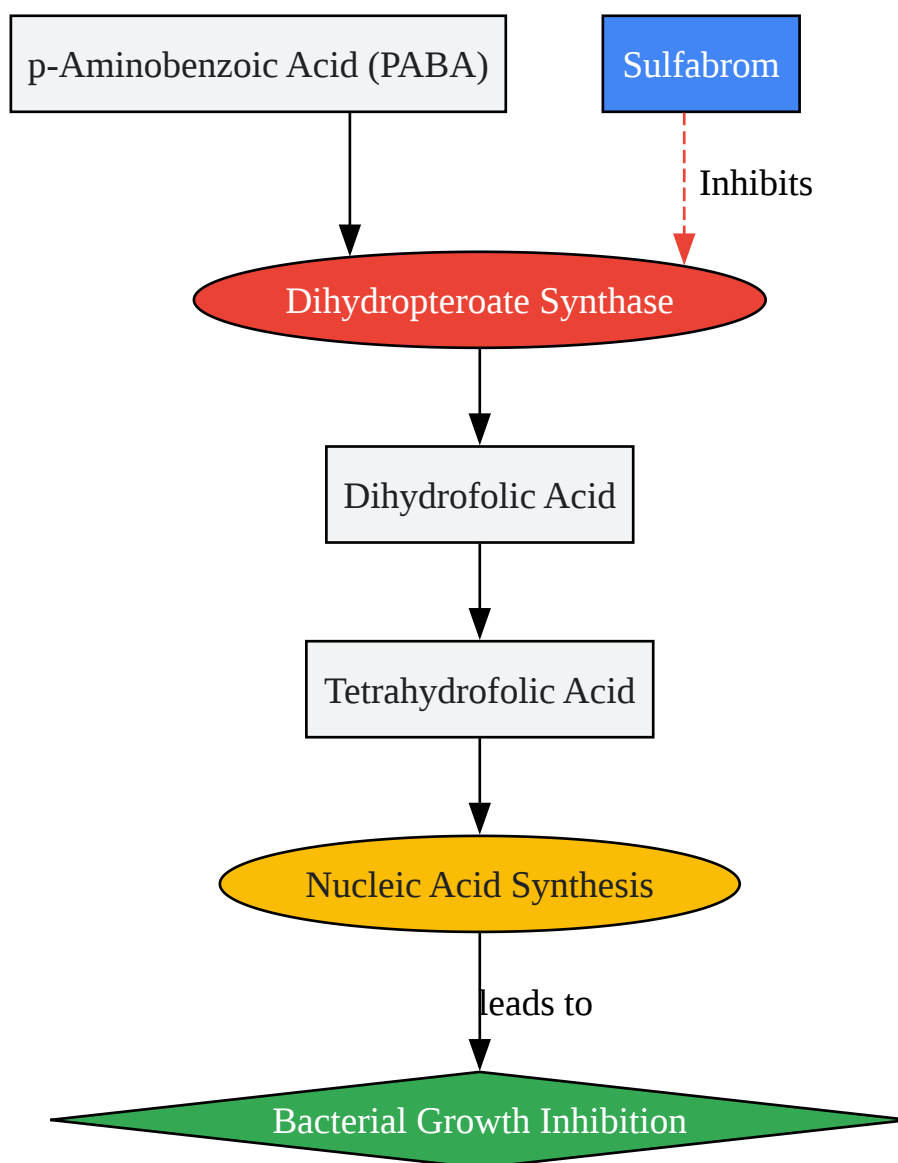 p-Aminobenzoic Acid (PABA)
Sulfabrom
Inhibits
Dihydropteroate Synthase
Dihydrofolic Acid
Tetrahydrofolic Acid
Nucleic Acid Synthesis
leads to
Bacterial Growth Inhibition